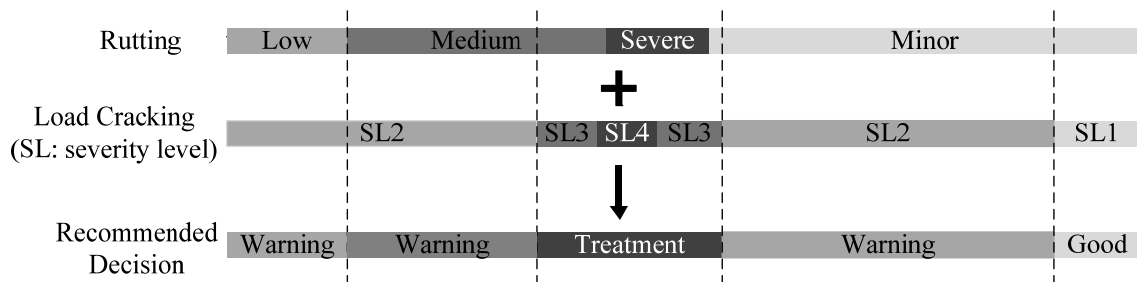 Rutting Low Medium Severe Minor
+
Load Cracking
(SL: severity level) SL2 SL3 SL4 SL3 SL2 SL1
Recommended
Decision
Warning Warning Treatment Warning Good